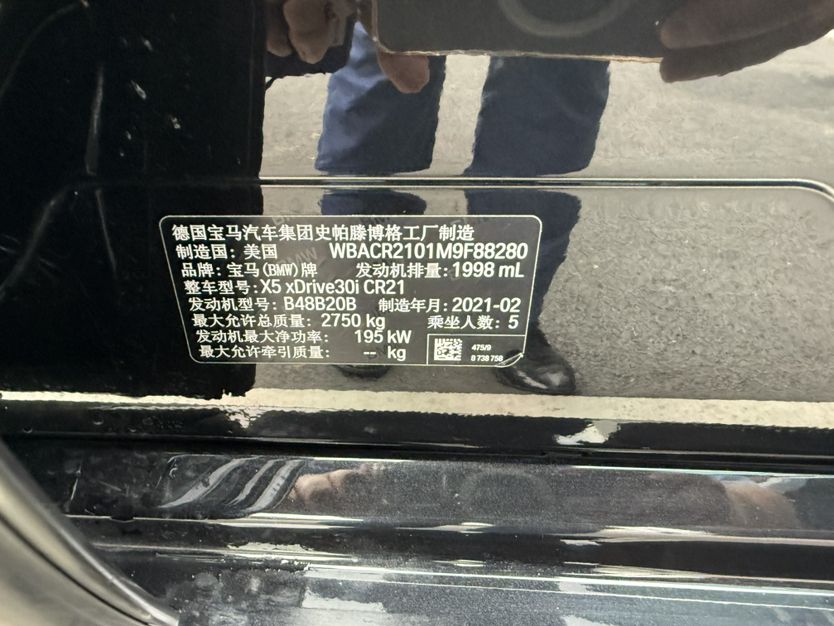 德国宝马汽车集团史帕滕博格工厂制造
制造国: 美国 WBACR2101M9F88280
品牌: 宝马(BMW)牌 发动机排量: 1998 mL
整车型号: X5 xDrive30i CR21
发动机型号: B48B20B 制造年月: 2021-02
最大允许总质量: 2750 kg 乘坐人数: 5
发动机最大净功率: 195 kW
最大允许牵引质量: -- kg
475/9
8 738 758